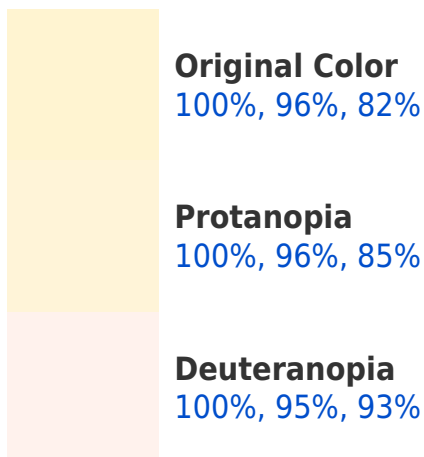 Original Color
100%, 96%, 82%
Protanopia
100%, 96%, 85%
Deuteranopia
100%, 95%, 93%